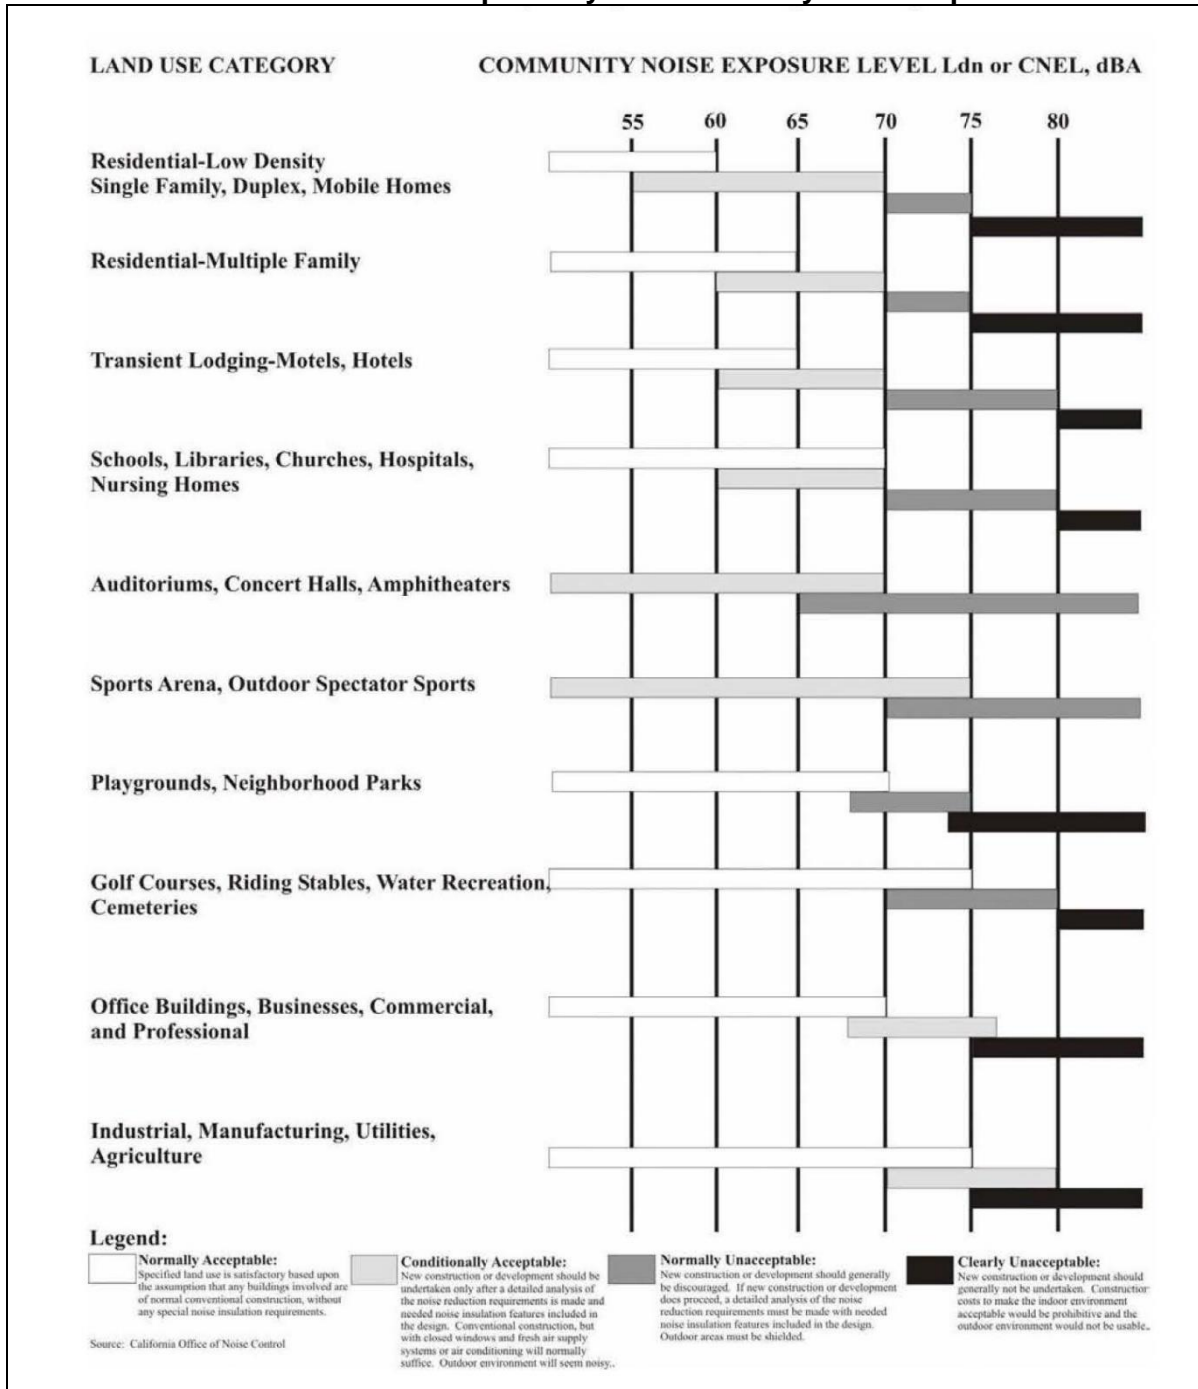 LAND USE CATEGORY
COMMUNITY NOISE EXPOSURE LEVEL Ldn or CNEL, dBA
55 60 65 70 75 80
Residential-Low Density
Single Family, Duplex, Mobile Homes
Residential-Multiple Family
Transient Lodging-Motels, Hotels
Schools, Libraries, Churches, Hospitals,
Nursing Homes
Auditoriums, Concert Halls, Amphitheaters
Sports Arena, Outdoor Spectator Sports
Playgrounds, Neighborhood Parks
Golf Courses, Riding Stables, Water Recreation,
Cemeteries
Office Buildings, Businesses, Commercial,
and Professional
Industrial, Manufacturing, Utilities,
Agriculture
Legend:
Normally Acceptable:
Specified land use is satisfactory based upon
the assumption that any buildings involved are
of normal conventional construction, without
any special noise insulation requirements.
Conditionally Acceptable:
New construction or development should be
undertaken only after a detailed analysis of
the noise reduction requirements is made and
needed noise insulation features included in
the design. Conventional construction, but
with closed windows and fresh air supply
systems or air conditioning will normally
suffice. Outdoor environment will seem noisy..
Normally Unacceptable:
New construction or development should generally
be discouraged. If new construction or development
does proceed, a detailed analysis of the noise
reduction requirements must be made with needed
noise insulation features included in the design.
Outdoor areas must be shielded.
Clearly Unacceptable:
New construction or development should
generally not be undertaken. Construction
costs to make the indoor environment
acceptable would be prohibitive and the
outdoor environment would not be usable..
Source: California Office of Noise Control